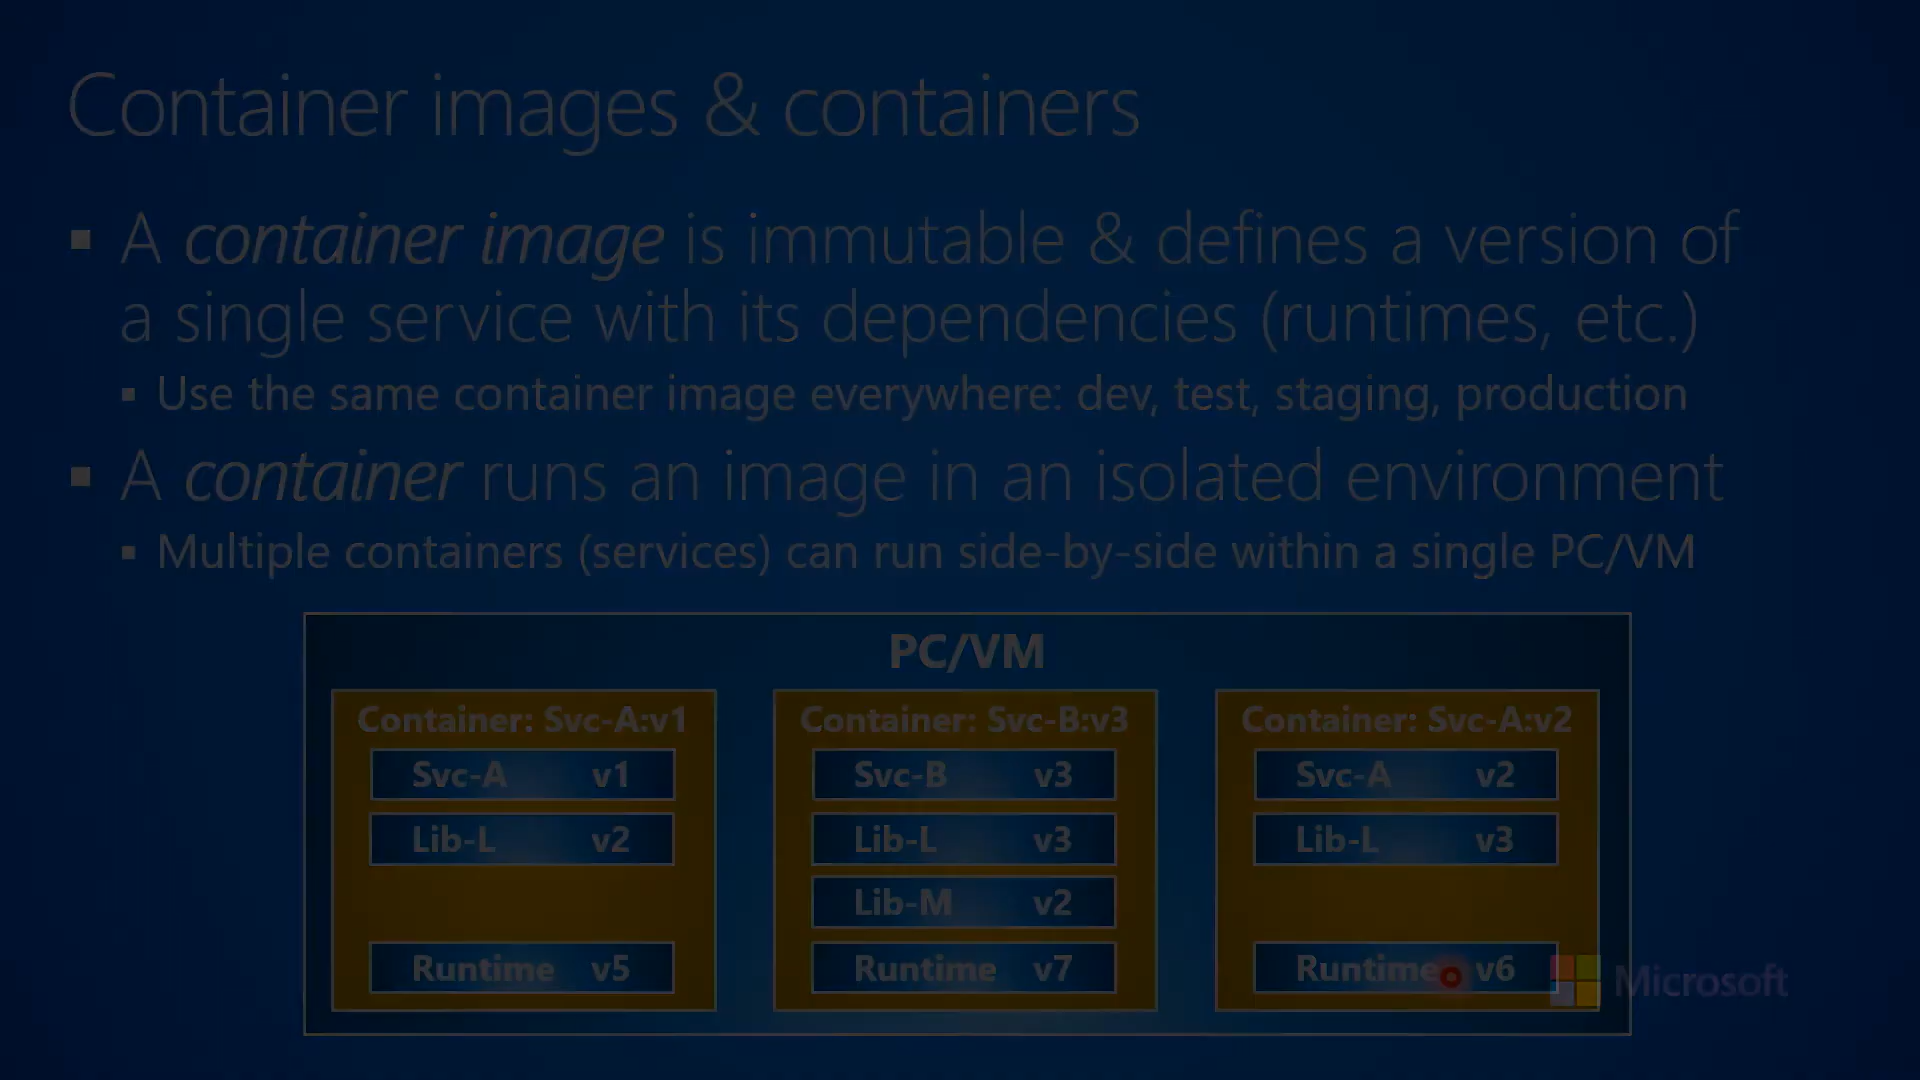 Container images & containers
▪ A container image is immutable & defines a version of
a single service with its dependencies (runtimes, etc.)
▪ Use the same container image everywhere: dev, test, staging, production
▪ A container runs an image in an isolated environment
▪ Multiple containers (services) can run side-by-side within a single PC/VM
PC/VM
Container: Svc-A:v1
Svc-A v1
Lib-L v2
Runtime v5
Container: Svc-B:v3
Svc-B v3
Lib-L v3
Lib-M v2
Runtime v7
Container: Svc-A:v2
Svc-A v2
Lib-L v3
Runtime v6
Microsoft